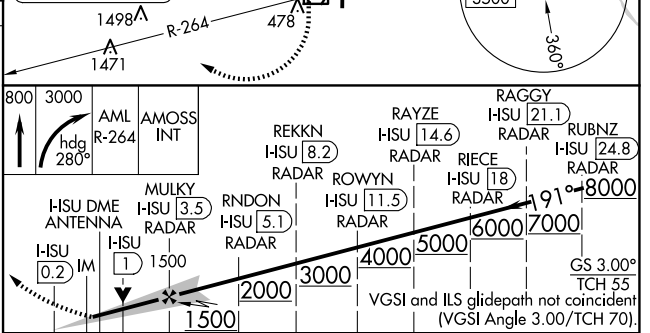 1498
R-264
478
1471
3500
360°
800
3000
hdg
280°
AML
R-264
AMOSS
INT
RAGGY
I-ISU 21.1
RADAR
RUBNZ
I-ISU 24.8
RADAR
RAYZE
I-ISU 14.6
RADAR
REKKN
I-ISU 8.2
RADAR
RIECE
I-ISU 18
RADAR
ROWYN
I-ISU 11.5
RADAR
MULKY
I-ISU 3.5
RADAR
RNDON
I-ISU 5.1
RADAR
I-ISU DME
ANTENNA
I-ISU
0.2
IM
I-ISU
1
1500
191°
8000
7000
6000
5000
4000
3000
2000
1500
GS 3.00°
TCH 55
VGSI and ILS glidepath not coincident
(VGSI Angle 3.00/TCH 70).